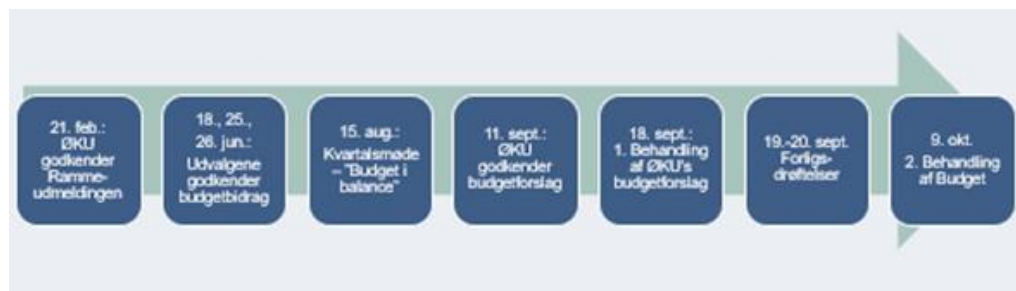 21. feb.:
ØKU
godkender
Ramme-
udmeldingen
18., 25.,
26. jun.:
Udvalgene
godkender
budgetbidrag
15. aug.:
Kvartalsmøde
– "Budget i
balance"
11. sept.:
ØKU
godkender
budgetforslag
18. sept.:
1. Behandling
af ØKU's
budgetforslag
19.-20. sept.
Forligs-
drøftelser
9. okt.
2. Behandling
af Budget